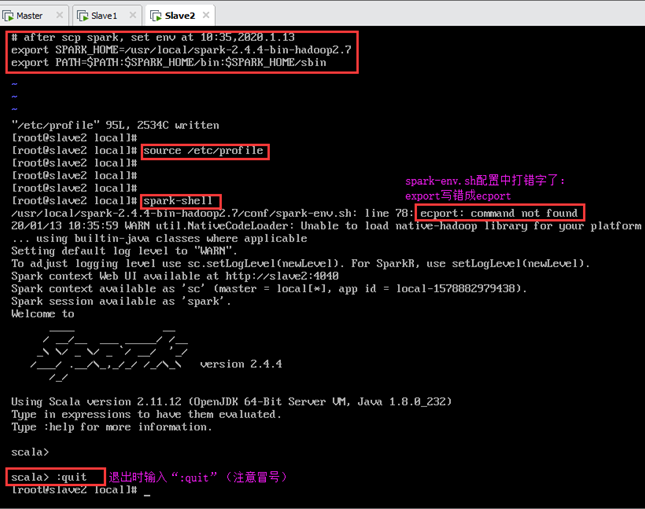 Master × Slave1 × Slave2 ×
# after scp spark, set env at 10:35,2020.1.13
export SPARK_HOME=/usr/local/spark-2.4.4-bin-hadoop2.7
export PATH=$PATH:$SPARK_HOME/bin:$SPARK_HOME/sbin
~
~
~
"/etc/profile" 95L, 2534C written
[root@slave2 local]#
[root@slave2 local]# source /etc/profile
[root@slave2 local]#
[root@slave2 local]#
[root@slave2 local]#
[root@slave2 local]# spark-shell
spark-env.sh配置中打错字了：
export写错成ecport
/usr/local/spark-2.4.4-bin-hadoop2.7/conf/spark-env.sh: line 78: ecport: command not found
20/01/13 10:35:59 WARN util.NativeCodeLoader: Unable to load native-hadoop library for your platform
... using builtin-java classes where applicable
Setting default log level to "WARN".
To adjust logging level use sc.setLogLevel(newLevel). For SparkR, use setLogLevel(newLevel).
Spark context Web UI available at http://slave2:4040
Spark context available as 'sc' (master = local[*], app id = local-1578882979438).
Spark session available as 'spark'.
Welcome to
version 2.4.4
Using Scala version 2.11.12 (OpenJDK 64-Bit Server VM, Java 1.8.0_232)
Type in expressions to have them evaluated.
Type :help for more information.
scala>
scala> :quit 退出时输入“:quit”（注意冒号）
[root@slave2 local]# _